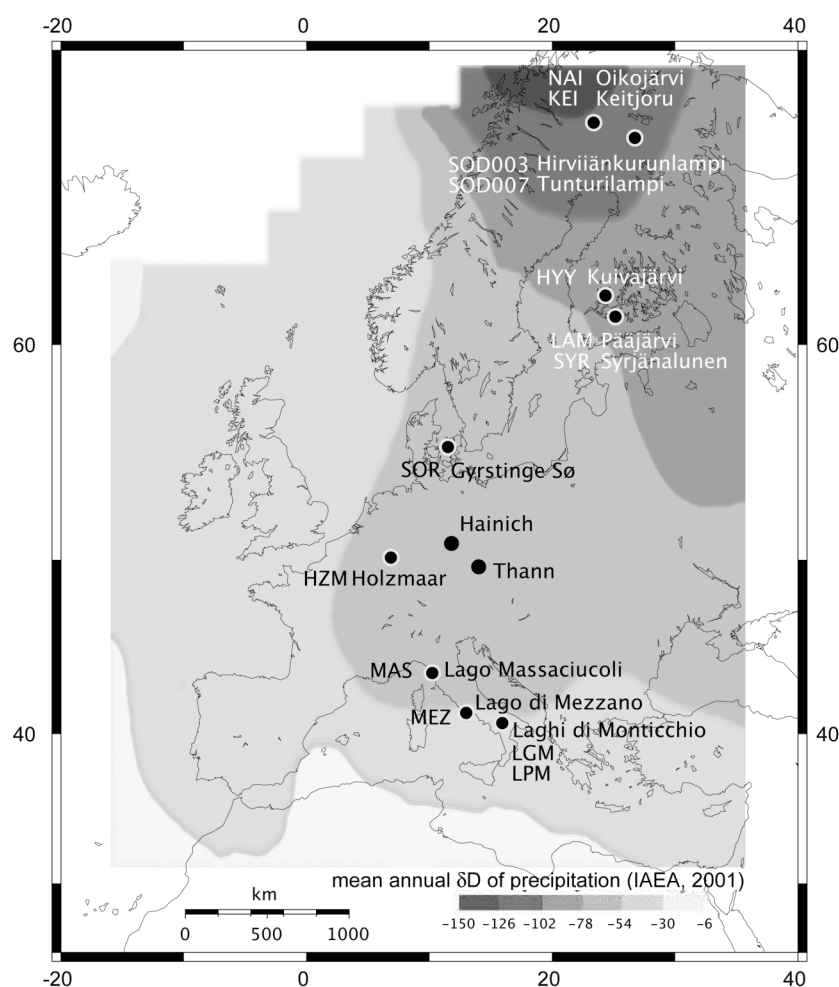 -20 0 20 40
NAI Oikojärvi
KEI Keitjoru
SOD003 Hirviiänkurunlampi
SOD007 Tunturilampi
HYY Kuivajärvi
60 60
LAM Pääjärvi
SYR Syrjänalunen
SOR Gyrstinge Sø
Hainich
HZM Holzmaar Thann
MAS Lago Massaciucoli
MEZ Lago di Mezzano
40 40
Laghi di Monticchio
LGM
LPM
mean annual δD of precipitation (IAEA, 2001)
km
0 500 1000
-150 -126 -102 -78 -54 -30 -6
-20 0 20 40